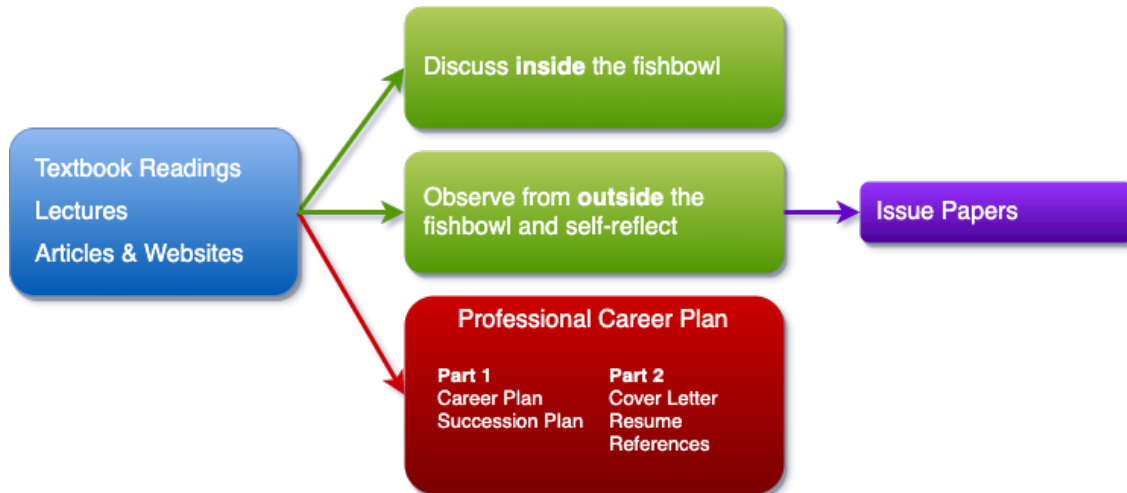 Discuss inside the fishbowl
Textbook Readings
Lectures
Articles & Websites
Observe from outside the
fishbowl and self-reflect
Issue Papers
Professional Career Plan
Part 1
Career Plan
Succession Plan
Part 2
Cover Letter
Resume
References